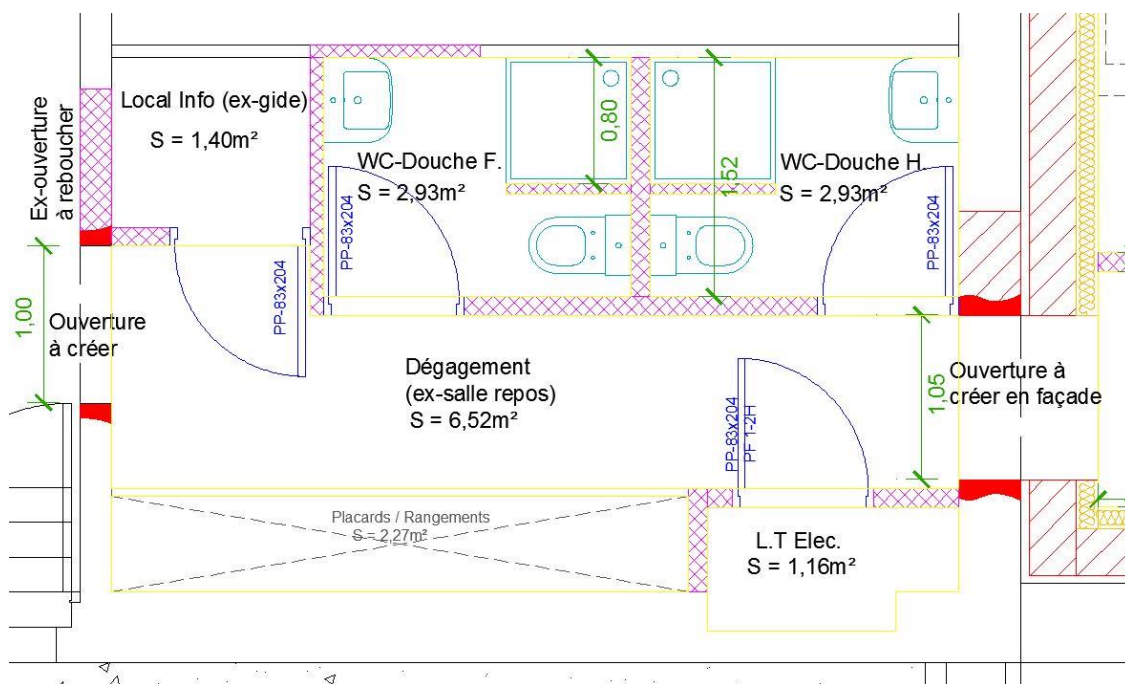 Ex-ouverture
à reboucher
Local Info (ex-gide)
S = 1,40m²
WC-Douche F.
S = 2,93m²
0,80
1,52
WC-Douche H.
S = 2,93m²
PP-83x204
PP-83x204
PP-83x204
1,00
Ouverture
à créer
Dégagement
(ex-salle repos)
S = 6,52m²
PP-83x204
PF 1-2H
1,05
Ouverture à
créer en façade
Placards / Rangements
S = 2,27m²
L.T Elec.
S = 1,16m²